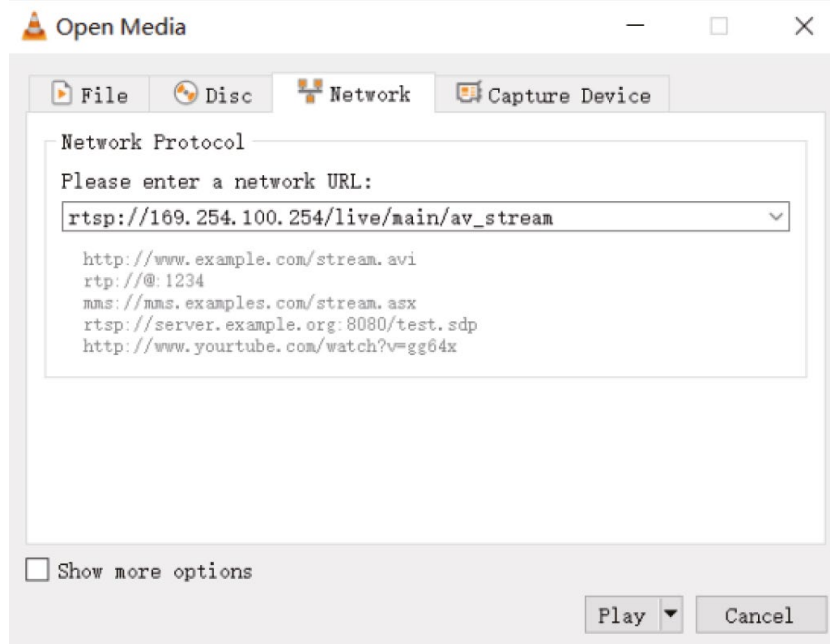 Open Media
File Disc Network Capture Device
Network Protocol
Please enter a network URL:
rtsp://169.254.100.254/live/main/av_stream
http://www.example.com/stream.avi
rtp://@:1234
mms://mms.examples.com/stream.asx
rtsp://server.example.org:8080/test.sdp
http://www.yourtube.com/watch?v=gg64x
Show more options
Play Cancel